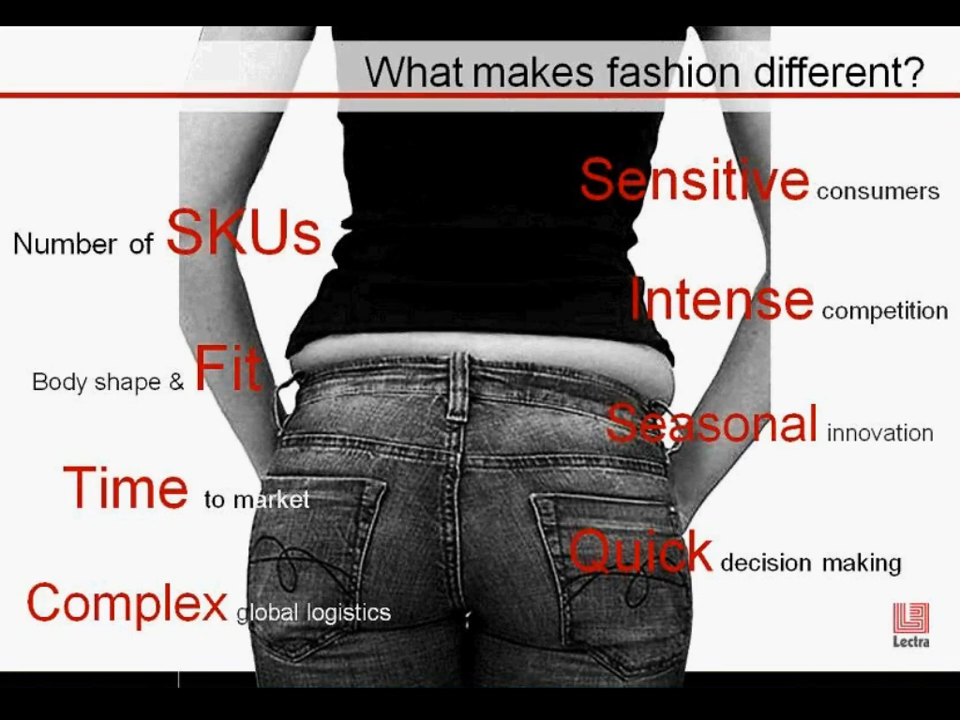 What makes fashion different?
Number of SKUs
Body shape & Fit
Time to market
Complex global logistics
Sensitive consumers
Intense competition
Seasonal innovation
Quick decision making
Lectra